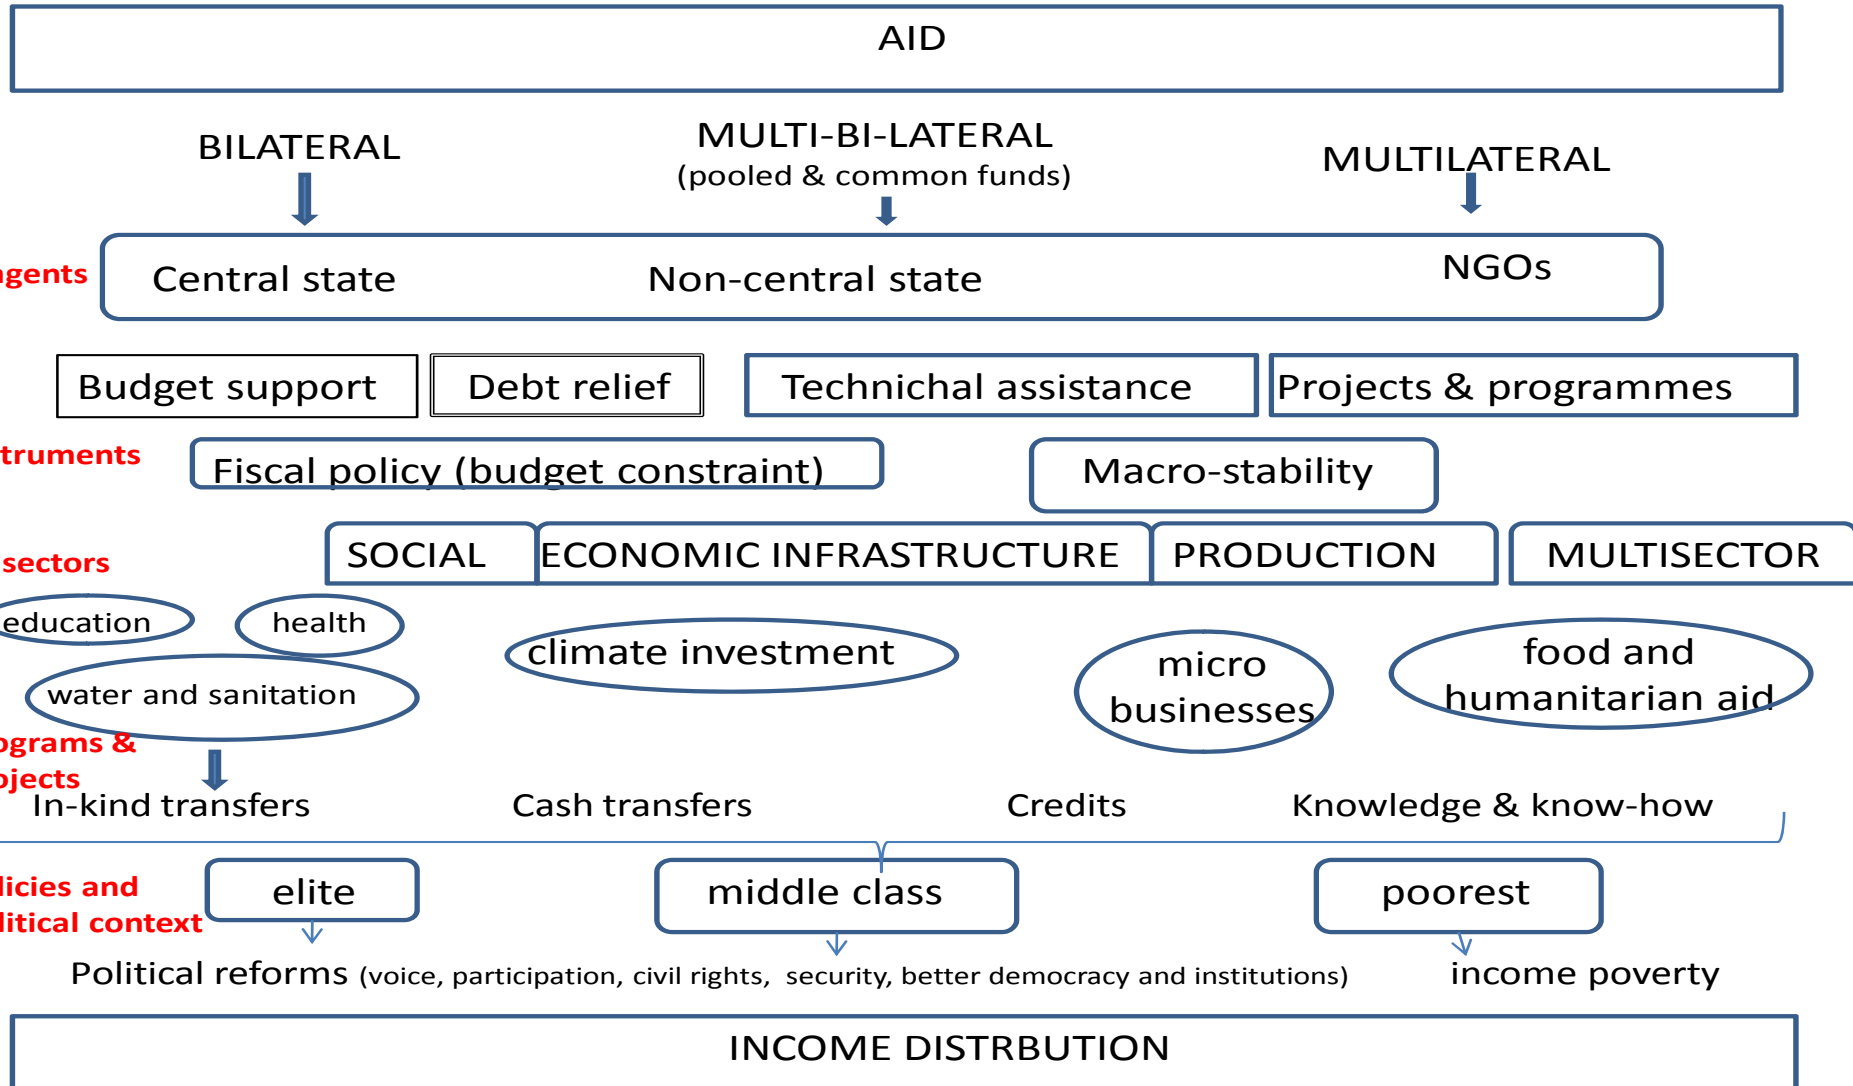 AID
BILATERAL
MULTI-BI-LATERAL
(pooled & common funds)
MULTILATERAL
agents
Central state
Non-central state
NGOs
Budget support
Debt relief
Technichal assistance
Projects & programmes
truments
Fiscal policy (budget constraint)
Macro-stability
sectors
SOCIAL
ECONOMIC INFRASTRUCTURE
PRODUCTION
MULTISECTOR
education
health
climate investment
micro
businesses
food and
humanitarian aid
water and sanitation
ograms &
ojects
In-kind transfers
Cash transfers
Credits
Knowledge & know-how
licies and
litical context
elite
middle class
poorest
Political reforms (voice, participation, civil rights, security, better democracy and institutions)
income poverty
INCOME DISTRBUTION